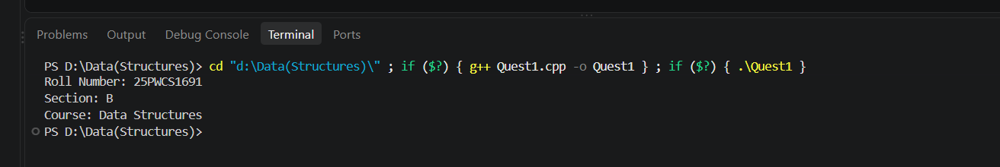 Problems Output Debug Console Terminal Ports
PS D:\Data(Structures)> cd "d:\Data(Structures)\" ; if ($?) { g++ Quest1.cpp -o Quest1 } ; if ($?) { .\Quest1 }
Roll Number: 25PWCS1691
Section: B
Course: Data Structures
PS D:\Data(Structures)>